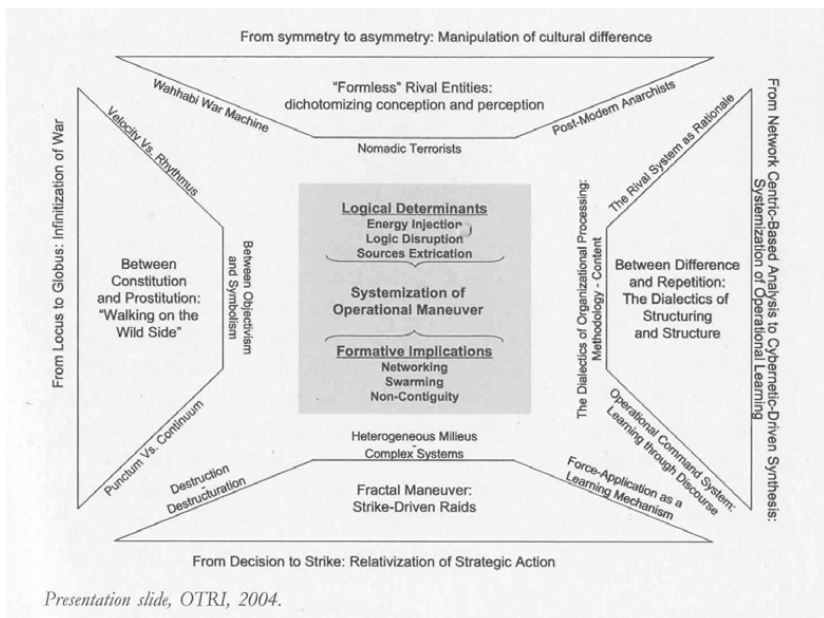 From symmetry to asymmetry: Manipulation of cultural difference
"Formless" Rival Entities:
dichotomizing conception and perception
Wahhabi War Machine
Post-Modern Anarchists
Nomadic Terrorists
From Locus to Globus: Infinitization of War
Velocity Vs. Rhythmus
Between
Constitution
and Prostitution:
"Walking on the
Wild Side"
Between Objectivism
and Symbolism
Punctum Vs. Continuum
Logical Determinants
Energy Injection
Logic Disruption
Sources Extrication
Systemization of
Operational Maneuver
Formative Implications
Networking
Swarming
Non-Contiguity
The Dialectics of Organizational Processing:
Methodology - Content
The Rival System as Rationale
Between Difference
and Repetition:
The Dialectics of
Structuring
and Structure
Operational Command System:
Learning through Discourse
From Network Centric-Based Analysis to Cybernetic-Driven Synthesis:
Systemization of Operational Learning
Heterogeneous Milieus
-
Complex Systems
Destruction
-
Destructuration
Fractal Maneuver:
Strike-Driven Raids
Force-Application as a
Learning Mechanism
From Decision to Strike: Relativization of Strategic Action
Presentation slide, OTRI, 2004.